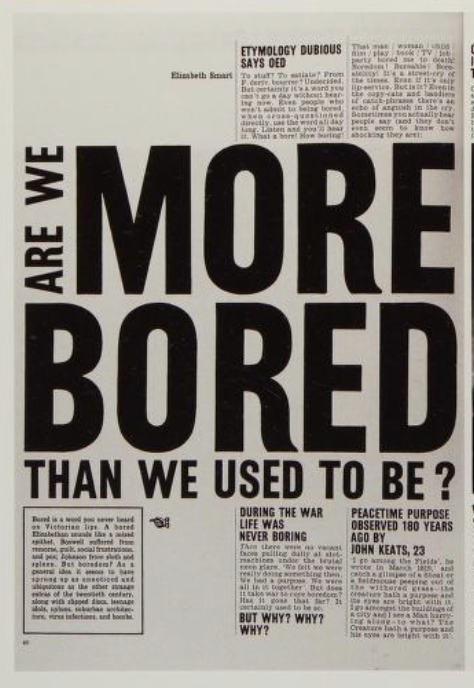 Elizabeth Smart
ETYMOLOGY DUBIOUS
SAYS OED
To stuff? To satiate? From
F. deriv. bourrer? Undecided.
But certainly it's a word you
can't go a day without hear-
ing now. Even people who
won't admit to being bored,
when cross-questioned
directly, use the word all day
long. Listen and you'll hear
it. What a bore! How boring!
That man / woman / child /
film / play / book / TV / job /
party bored me to death!
Boredom! Boreable! Bore-
ability! It's a street-cry of
the times. Even if it's only
lip-service. But is it? Even in
the copy-cats and handlers
of catch-phrases there's an
echo of anguish in the cry.
Sometimes you actually hear
people say (and they don't
even seem to know how
shocking they are):
ARE WE
MORE
BORED
THAN WE USED TO BE?
Bored is a word you never heard
on Victorian lips. A bored
Elizabethan sounds like a mixed
epithet. Boswell suffered from
remorse, guilt, social frustrations,
and pox; Johnson from sloth and
spleen. But boredom? As a
general idea it seems to have
sprung up as unnoticed and
ubiquitous as the other strange
extras of the twentieth century,
along with slipped discs, teenage
idols, nylons, suburban architec-
ture, virus infections, and bombs.
DURING THE WAR
LIFE WAS
NEVER BORING
Then there were no vacant
faces pulling dully at slot-
machines under the brutal
neon glare. 'We felt we were
really doing something then.
We had a purpose. We were
all in it together.' But does
it take war to cure boredom?
Has it gone that far? It
certainly used to be so.
BUT WHY? WHY?
WHY?
PEACETIME PURPOSE
OBSERVED 180 YEARS
AGO BY
JOHN KEATS, 23
'I go among the Fields', he
wrote in March 1819, 'and
catch a glimpse of a Stoat or
a fieldmouse peeping out of
the withered grass—the
creature hath a purpose and
its eyes are bright with it.
I go amongst the buildings of
a city and I see a Man hurry-
ing along—to what? The
Creature hath a purpose and
his eyes are bright with it'.
60